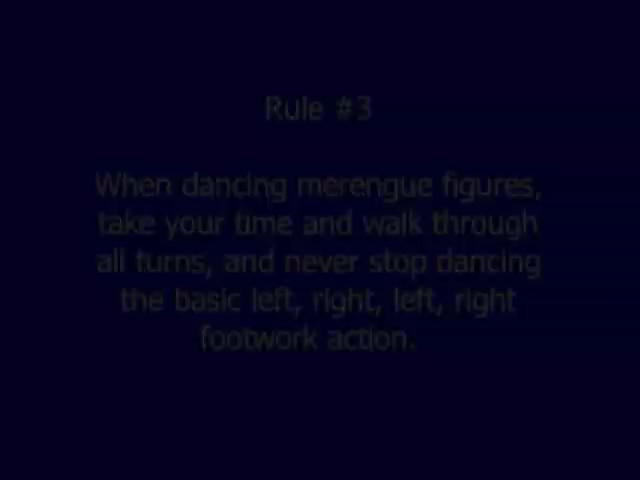 Rule #3
When dancing merengue figures,
take your time and walk through
all turns, and never stop dancing
the basic left, right, left, right
footwork action.